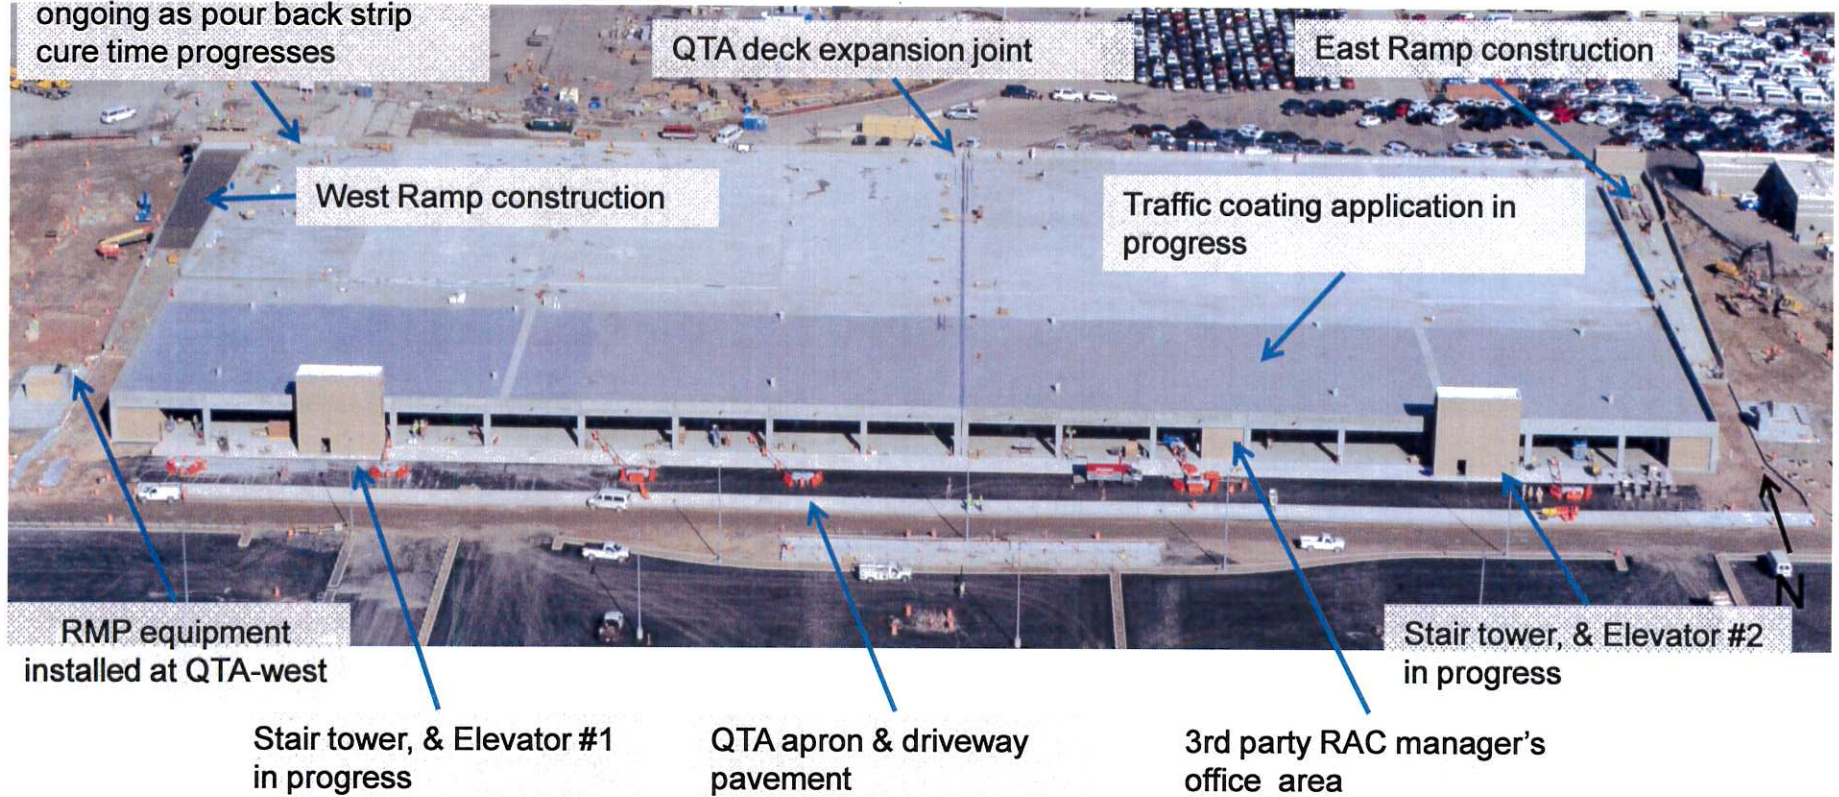 ongoing as pour back strip
cure time progresses
QTA deck expansion joint
East Ramp construction
West Ramp construction
Traffic coating application in
progress
N
RMP equipment
installed at QTA-west
Stair tower, & Elevator #2
in progress
Stair tower, & Elevator #1
in progress
QTA apron & driveway
pavement
3rd party RAC manager's
office area